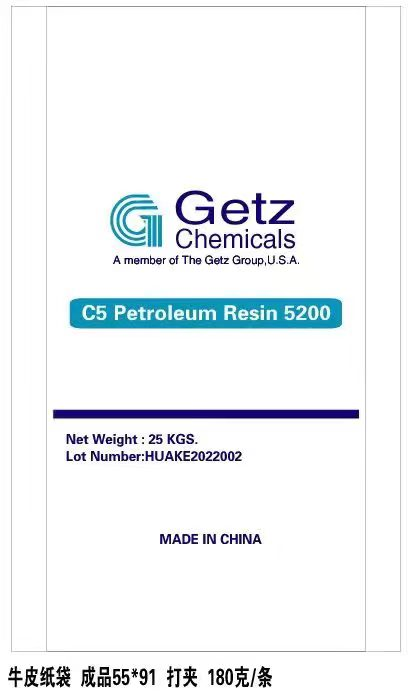 Getz
Chemicals
A member of The Getz Group,U.S.A.
C5 Petroleum Resin 5200
Net Weight : 25 KGS.
Lot Number:HUAKE2022002
MADE IN CHINA
牛皮纸袋 成品55*91 打夹 180克/条